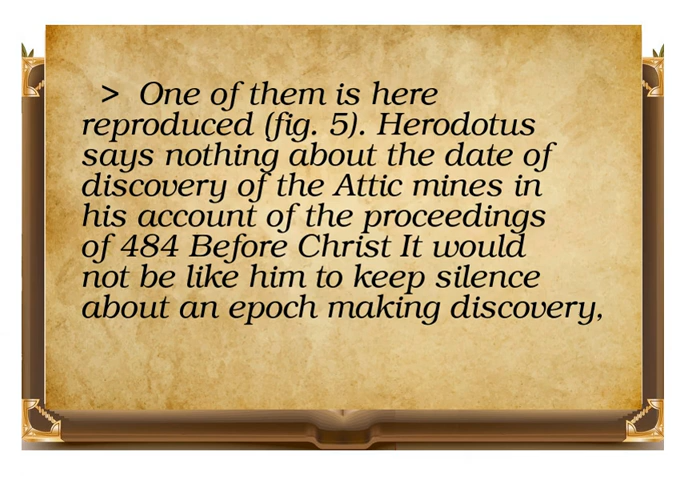 > One of them is here
reproduced (fig. 5). Herodotus
says nothing about the date of
discovery of the Attic mines in
his account of the proceedings
of 484 Before Christ It would
not be like him to keep silence
about an epoch making discovery,